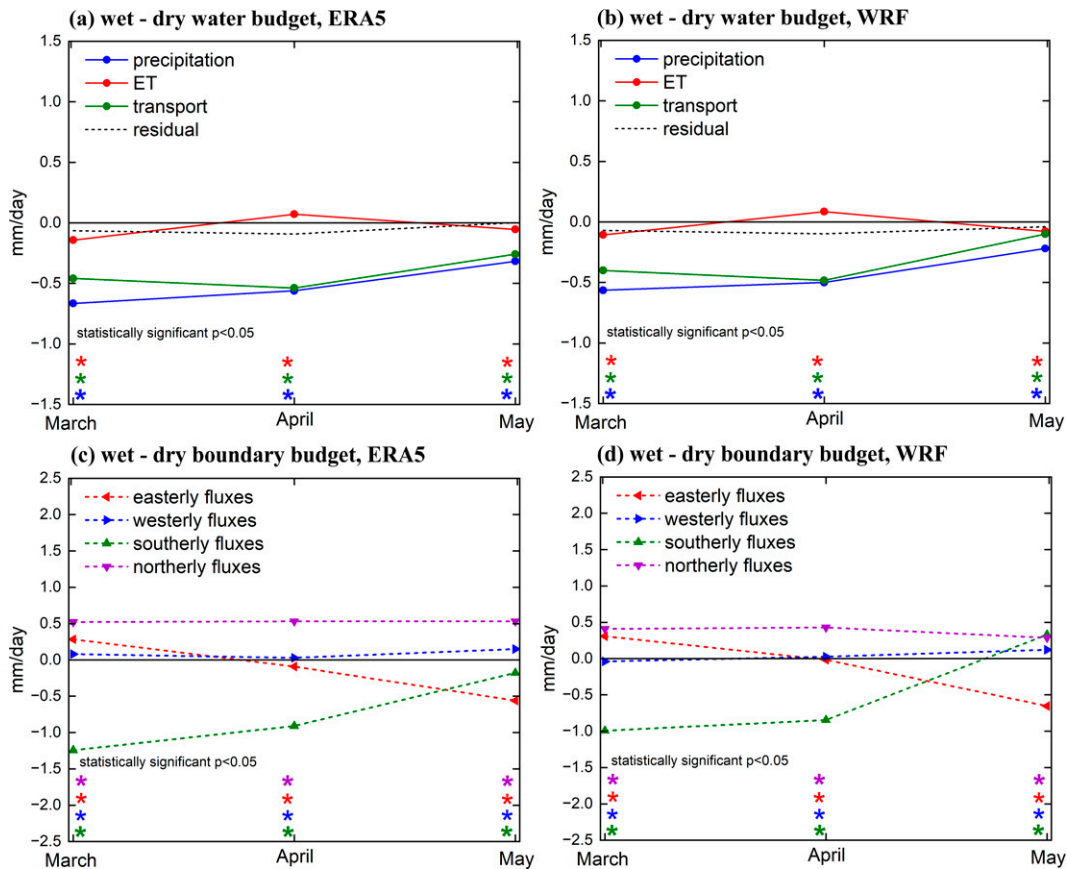 (a) wet - dry water budget, ERA5
1.5
1.0
0.5
0.0
−0.5
−1.0
−1.5
mm/day
precipitation
ET
transport
residual
statistically significant p<0.05
* * *
* * *
* * *
March April May
(b) wet - dry water budget, WRF
1.5
1.0
0.5
0.0
−0.5
−1.0
−1.5
mm/day
precipitation
ET
transport
residual
statistically significant p<0.05
* * *
* * *
* * *
March April May
(c) wet - dry boundary budget, ERA5
2.5
2.0
1.5
1.0
0.5
0.0
−0.5
−1.0
−1.5
−2.0
−2.5
mm/day
easterly fluxes
westerly fluxes
southerly fluxes
northerly fluxes
statistically significant p<0.05
* * *
* * *
* * *
* * *
March April May
(d) wet - dry boundary budget, WRF
2.5
2.0
1.5
1.0
0.5
0.0
−0.5
−1.0
−1.5
−2.0
−2.5
mm/day
easterly fluxes
westerly fluxes
southerly fluxes
northerly fluxes
statistically significant p<0.05
* * *
* * *
* * *
* * *
March April May